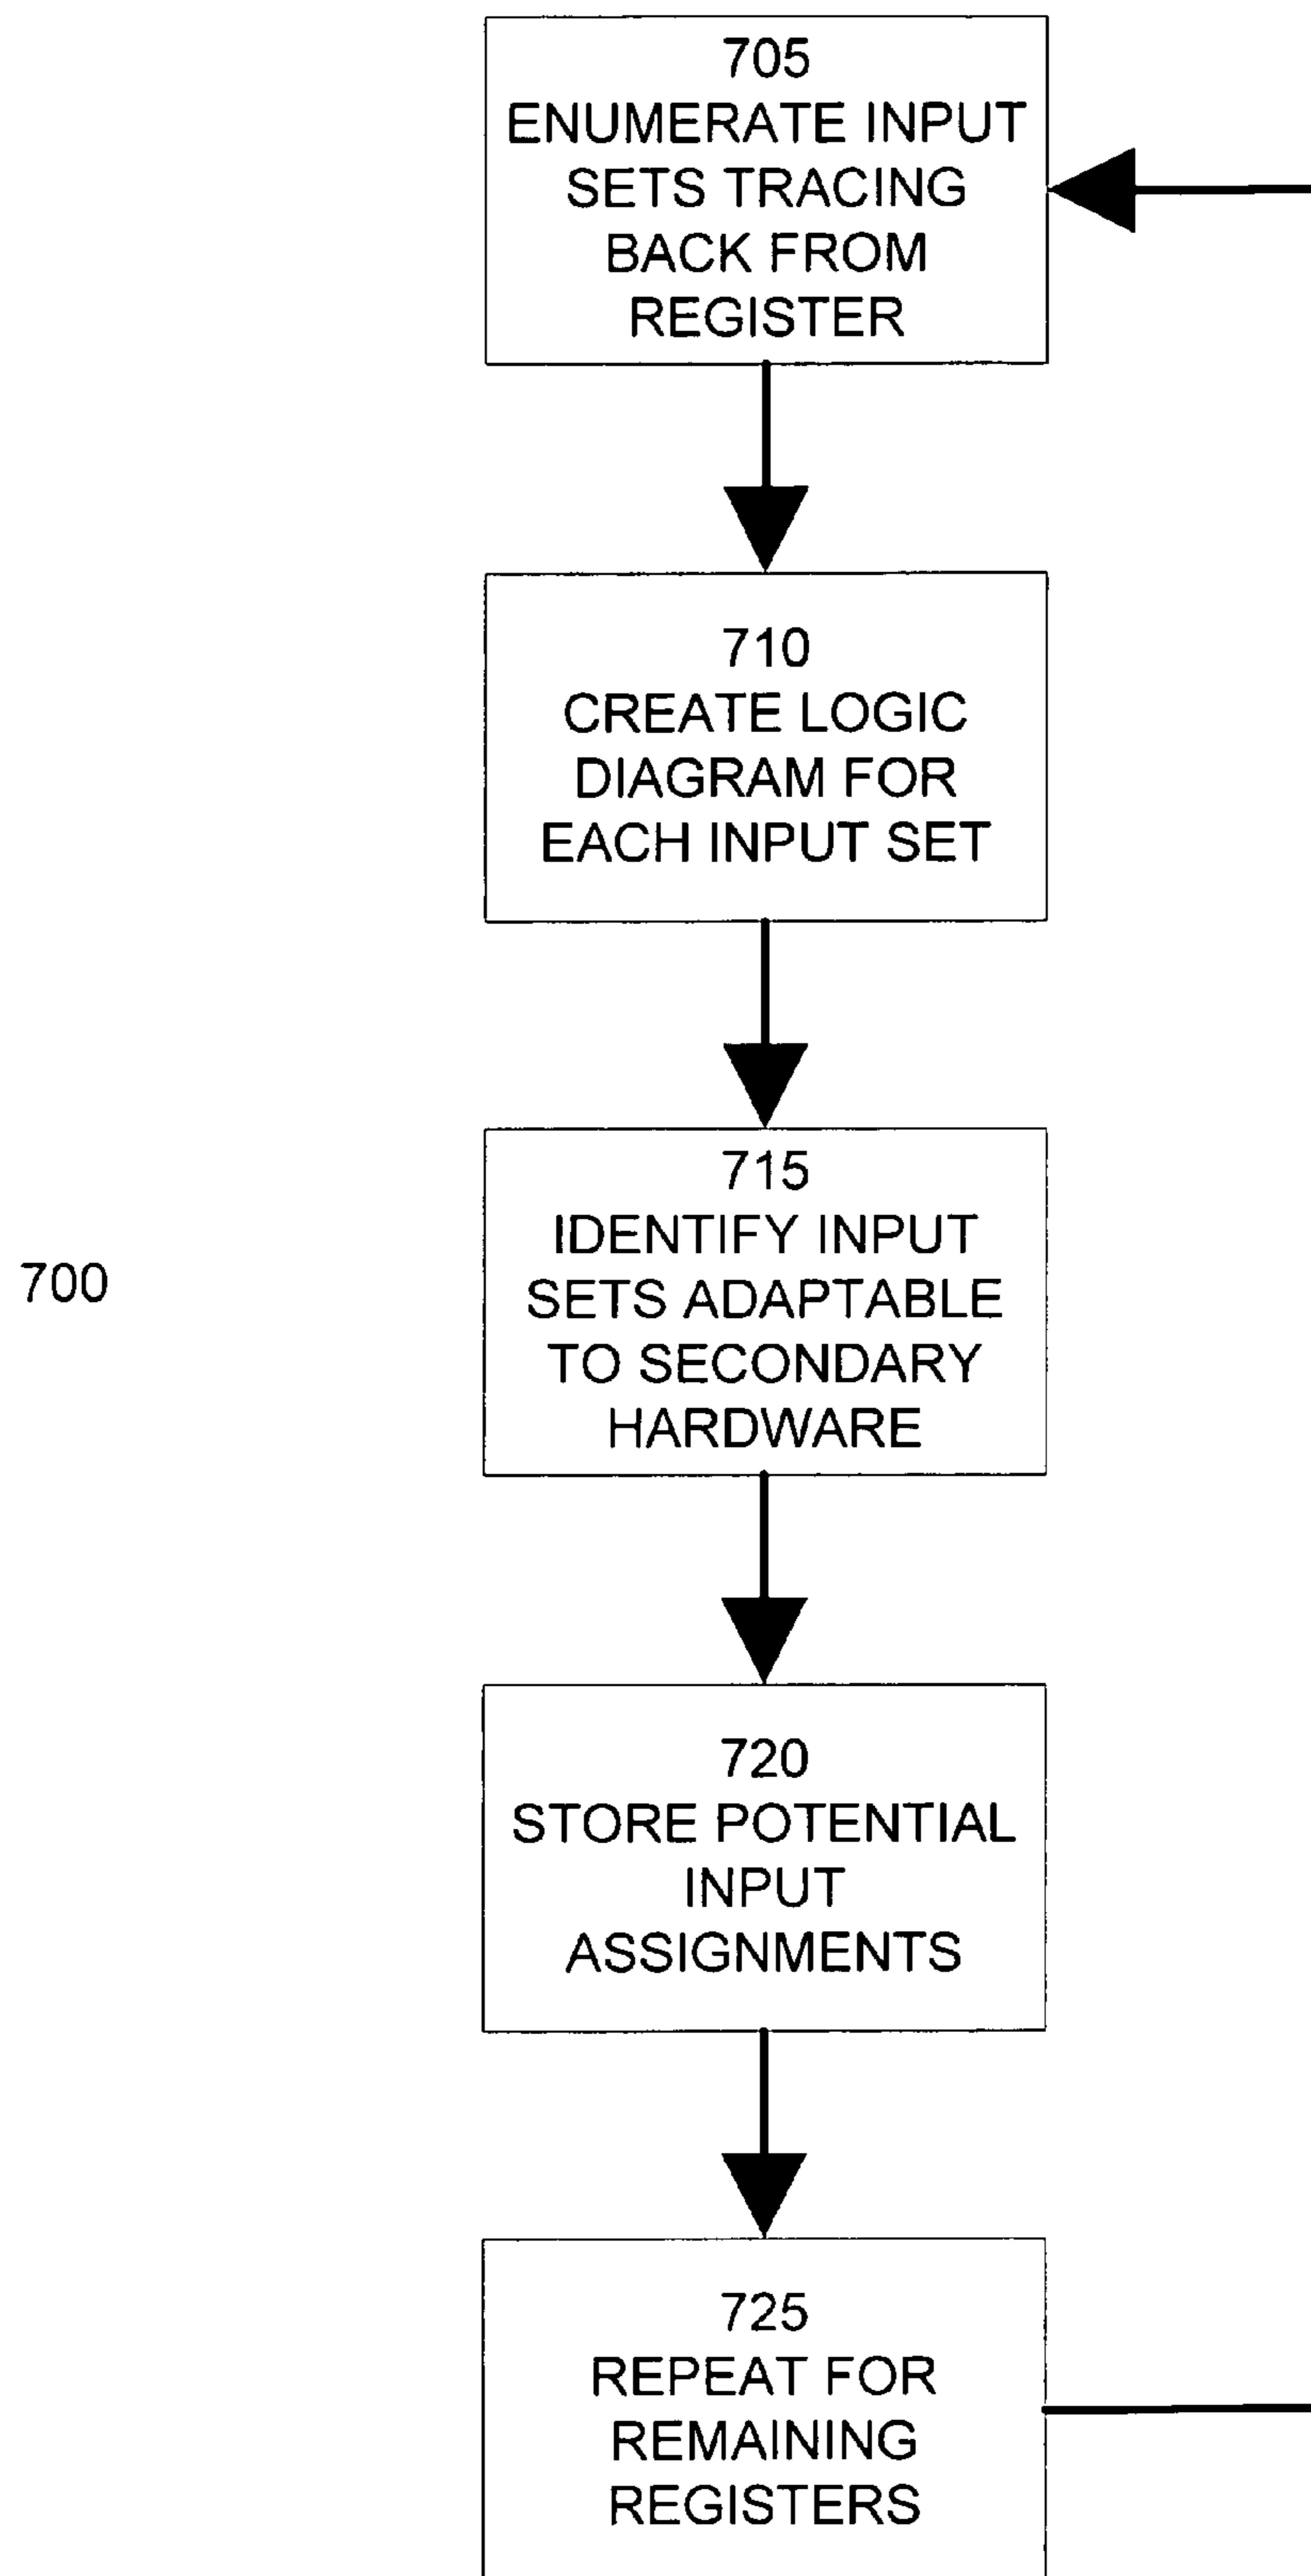 705
ENUMERATE INPUT
SETS TRACING
BACK FROM
REGISTER
710
CREATE LOGIC
DIAGRAM FOR
EACH INPUT SET
700
715
IDENTIFY INPUT
SETS ADAPTABLE
TO SECONDARY
HARDWARE
720
STORE POTENTIAL
INPUT
ASSIGNMENTS
725
REPEAT FOR
REMAINING
REGISTERS